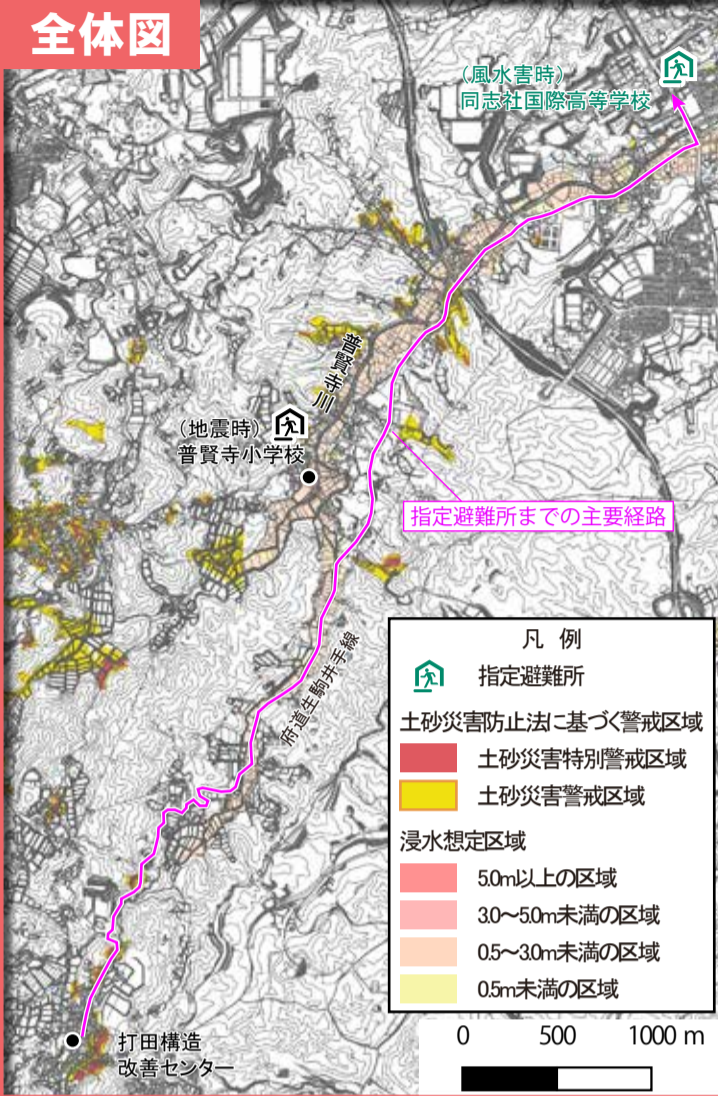 全体図
(風水害時)
同志社国際高等学校
普賢寺川
(地震時)
普賢寺小学校
指定避難所までの主要経路
府道生駒井手線
凡 例
指定避難所
土砂災害防止法に基づく警戒区域
土砂災害特別警戒区域
土砂災害警戒区域
浸水想定区域
5.0m以上の区域
3.0～5.0m未満の区域
0.5～3.0m未満の区域
0.5m未満の区域
打田構造
改善センター
0 500 1000 m